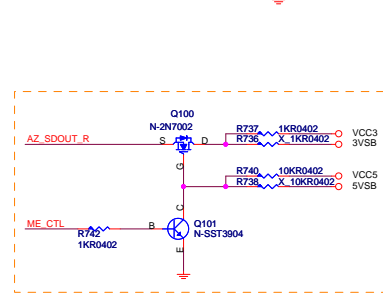 Q100
N-2N7002
AZ_SDOUT_R
S
D
G
R737
1KR0402
VCC3
R736
X_1KR0402
3VSB
R740
10KR0402
VCC5
R738
X_10KR0402
5VSB
C
ME_CTL
R742
1KR0402
B
Q101
N-SST3904
E